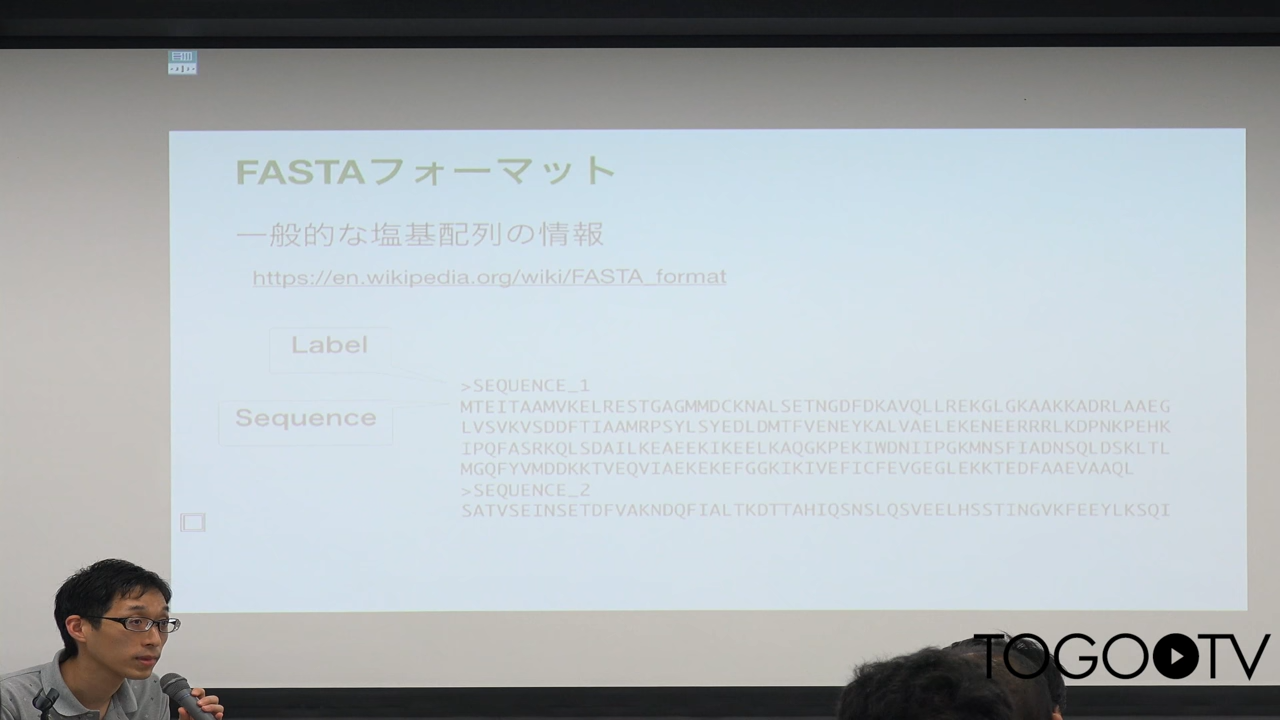 FASTAフォーマット
一般的な塩基配列の情報
https://en.wikipedia.org/wiki/FASTA_format
Label
Sequence
>SEQUENCE_1
MTEITAAMVKELRESTGAGMMDCKNALSETNGDFDKAVQLLREKGLGKAAKKADRLAAEG
LVSVKVSDDFTIAAMRPSYLSYEDLDMTFVENEYKALVAELEKENEERRRLKDPNKPEHK
IPQFASRKQLSDAILKEAEEKIKEELKAQGKPEKIWDNIIPGKMNSFIADNSQLDSKLTL
MGQFYVMDDKKTVEQVIAEKEKEFGGKIKIVEFICFEVGEGLEKKTEDFAAEVAAQL
>SEQUENCE_2
SATVSEINSETDFVAKNDQFIALTKDTTAHIQSNSLQSVEELHSSTINGVKFEEYLKSQI
TOGOTV